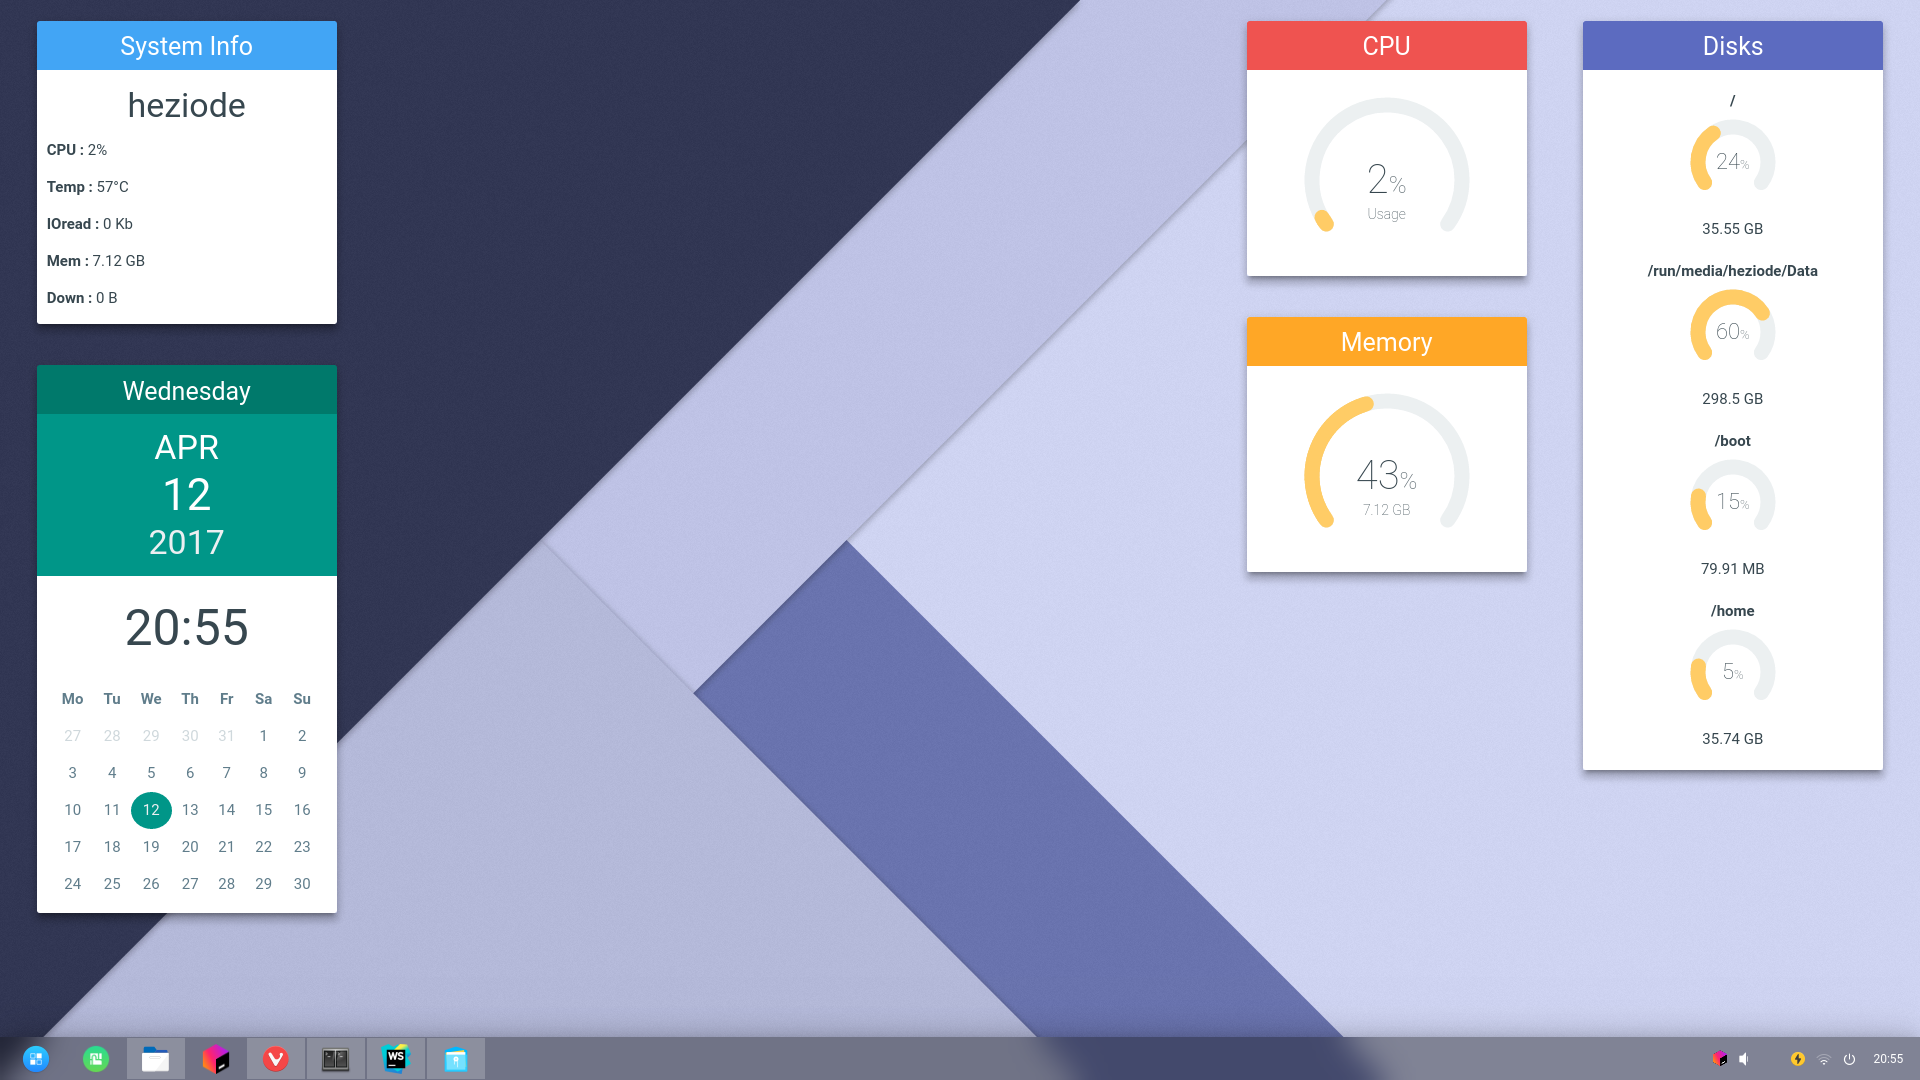 System Info
heziode
CPU : 2%
Temp : 57°C
IOread : 0 Kb
Mem : 7.12 GB
Down : 0 B
Wednesday
APR
12
2017
20:55
Mo Tu We Th Fr Sa Su
27 28 29 30 31 1 2
3 4 5 6 7 8 9
10 11 12 13 14 15 16
17 18 19 20 21 22 23
24 25 26 27 28 29 30
CPU
2%
Usage
Memory
43%
7.12 GB
Disks
/
24%
35.55 GB
/run/media/heziode/Data
60%
298.5 GB
/boot
15%
79.91 MB
/home
5%
35.74 GB
WS
20:55